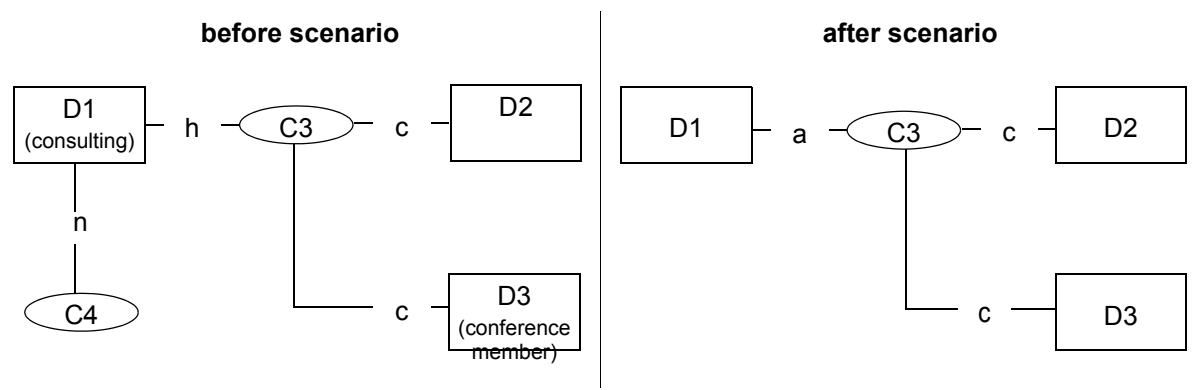 before scenario
D1
(consulting)
h
C3
c
D2
n
C4
c
D3
(conference
member)
after scenario
D1
a
C3
c
D2
c
D3